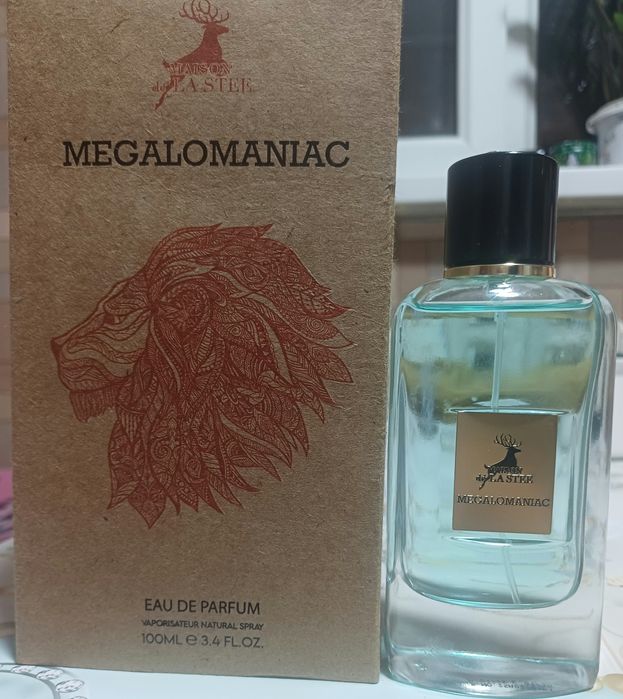 MAISON
de LA STEE
MEGALOMANIAC
EAU DE PARFUM
VAPORISATEUR NATURAL SPRAY
100ML e 3.4 FL.OZ.
MAISON
de LA STEE
MEGALOMANIAC